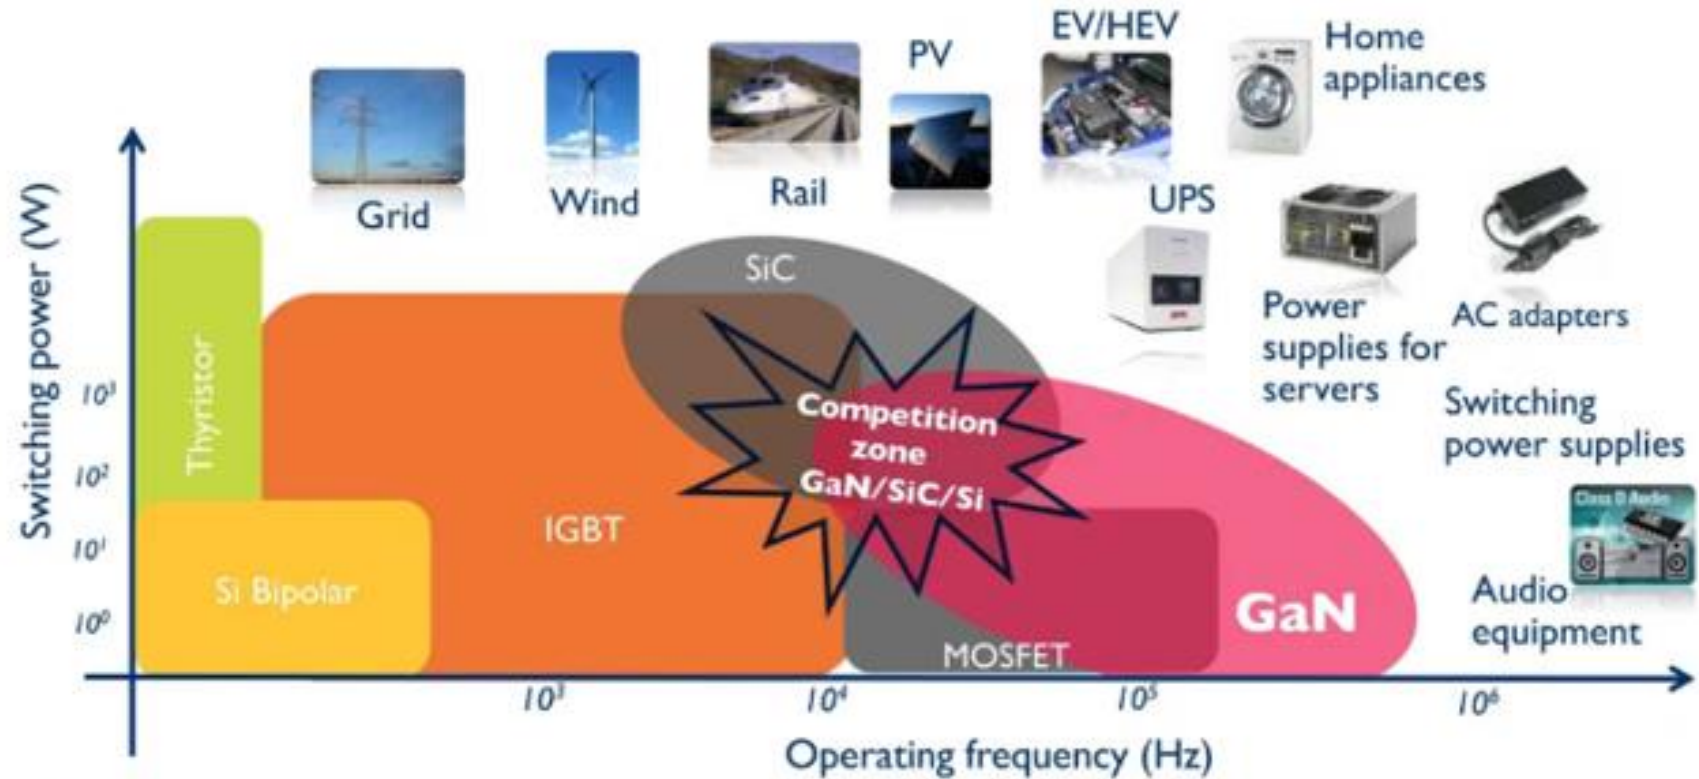 EV/HEV
Home
appliances
PV
Grid
Wind
Rail
UPS
Power
supplies for
servers
AC adapters
Switching
power supplies
Class D Audio
Audio
equipment
Switching power (W)
10³
10²
10¹
10⁰
Thyristor
Si Bipolar
IGBT
SiC
Competition
zone
GaN/SiC/Si
MOSFET
GaN
10³
10⁴
10⁵
10⁶
Operating frequency (Hz)